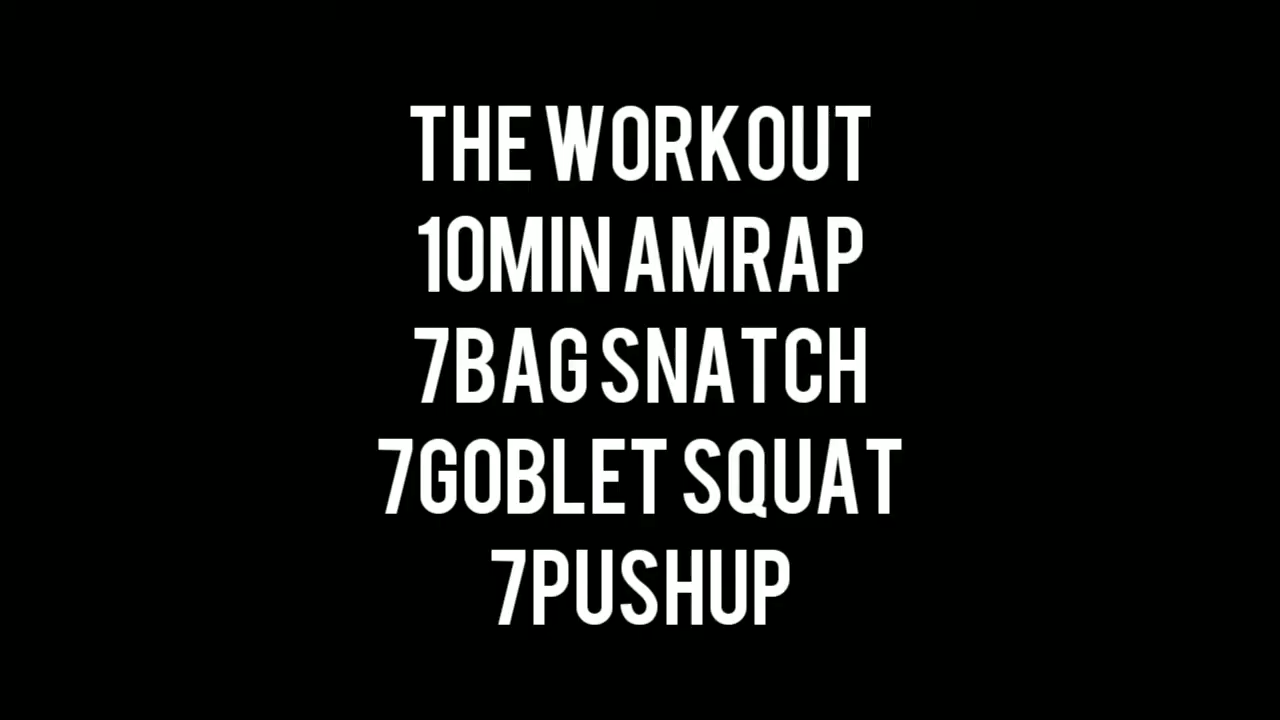 THE WORKOUT
10MIN AMRAP
7BAG SNATCH
7GOBLET SQUAT
7PUSHUP